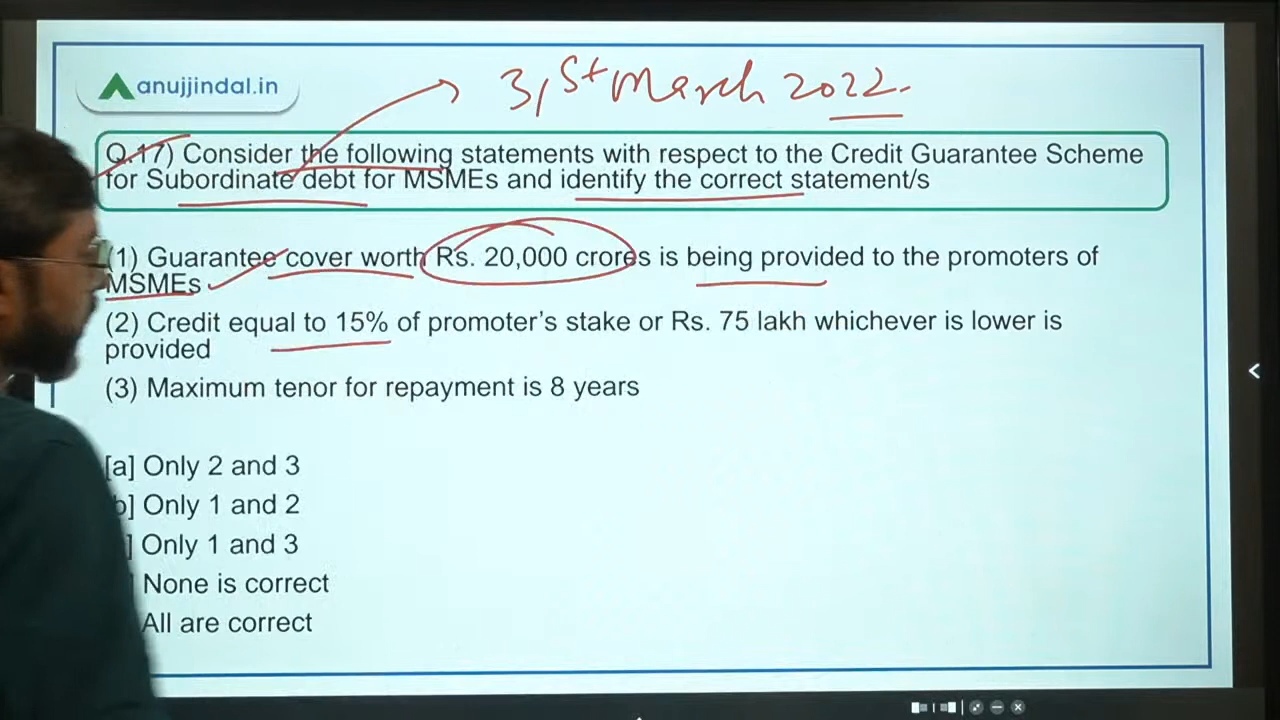 anujjindal.in
31st March 2022.
Q.17) Consider the following statements with respect to the Credit Guarantee Scheme
for Subordinate debt for MSMEs and identify the correct statement/s
(1) Guarantee cover worth Rs. 20,000 crores is being provided to the promoters of
MSMEs
(2) Credit equal to 15% of promoter's stake or Rs. 75 lakh whichever is lower is
provided
(3) Maximum tenor for repayment is 8 years
[a] Only 2 and 3
b] Only 1 and 2
] Only 1 and 3
None is correct
All are correct